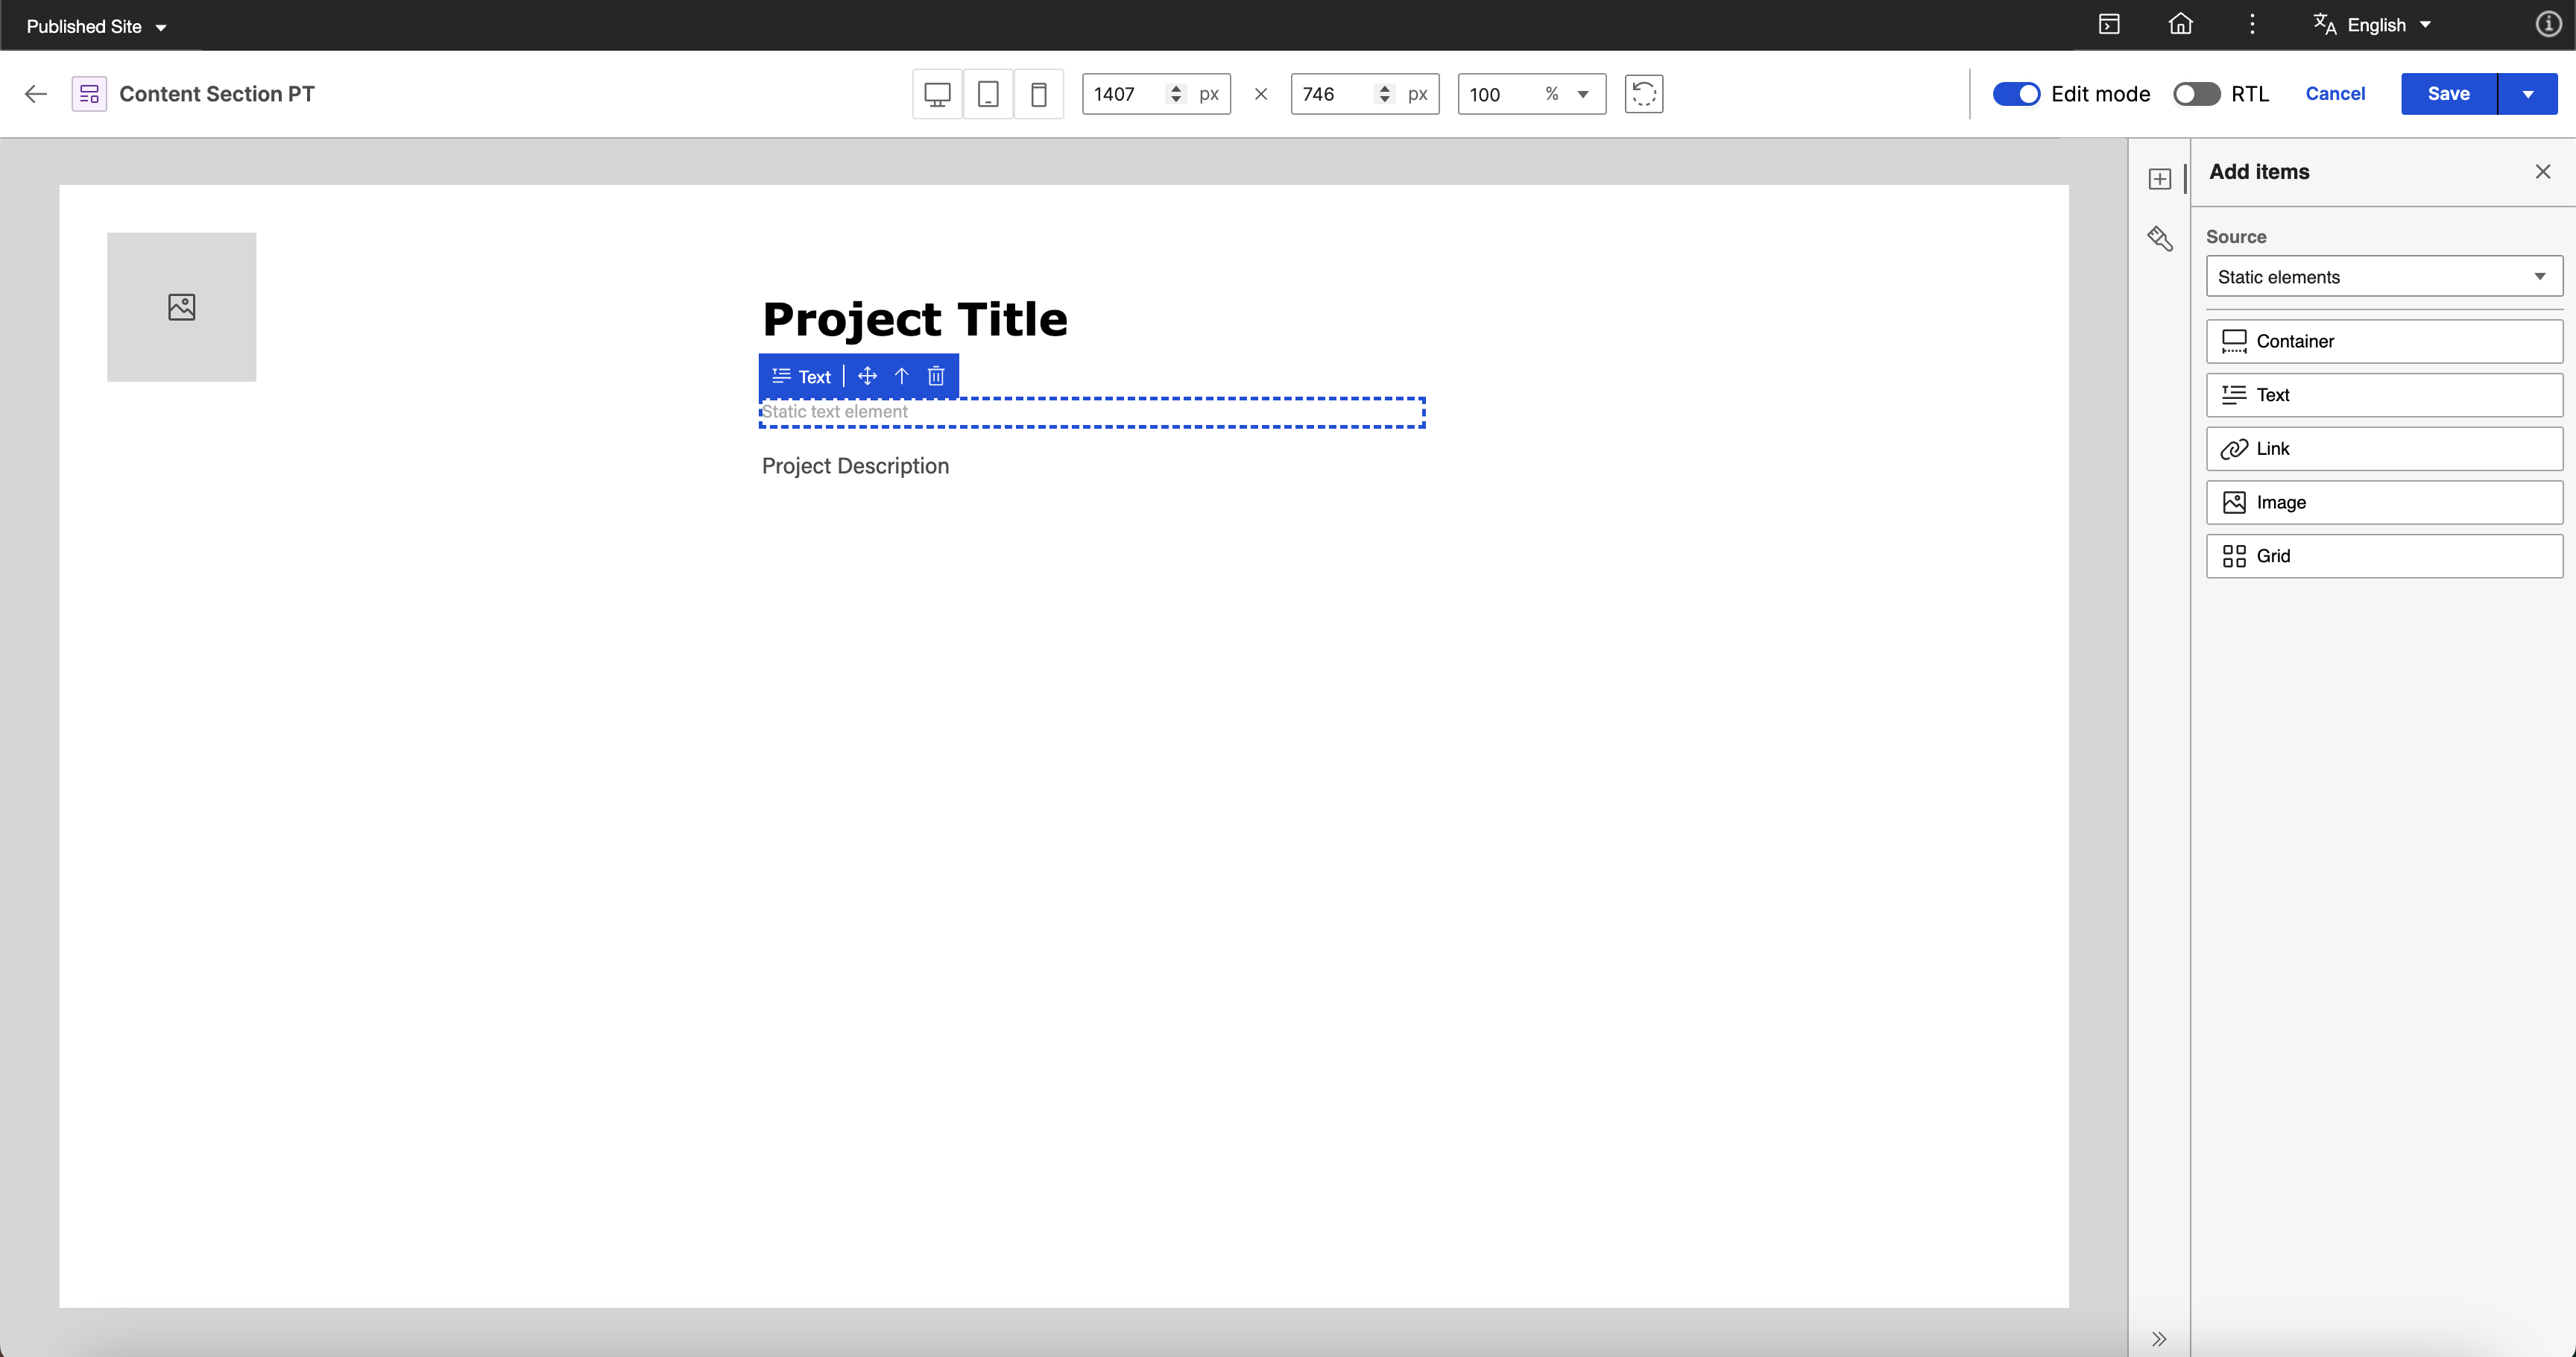 Published Site
English
Content Section PT
1407 px × 746 px 100 %
Edit mode RTL Cancel Save
Add items
Source
Static elements
Container
Text
Link
Image
Grid
Project Title
Text
Static text element
Project Description